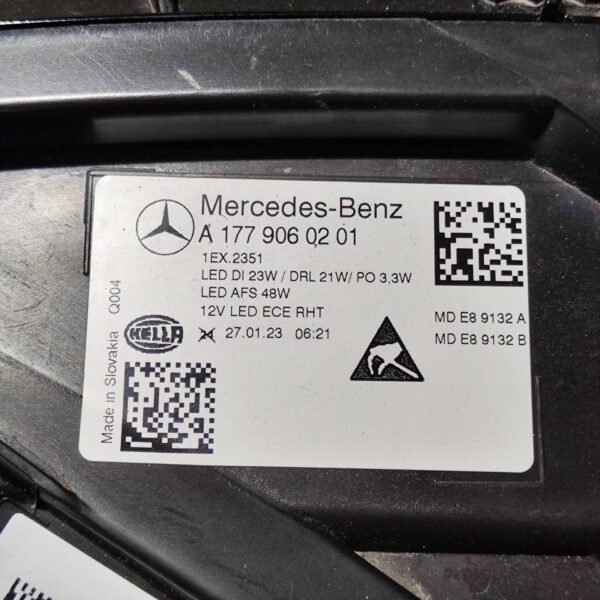 Mercedes-Benz
A 177 906 02 01
1EX.2351
LED DI 23W / DRL 21W/ PO 3,3W
LED AFS 48W
12V LED ECE RHT
HELLA
27.01.23 06:21
MD E8 9132 A
MD E8 9132 B
Made in Slovakia Q004